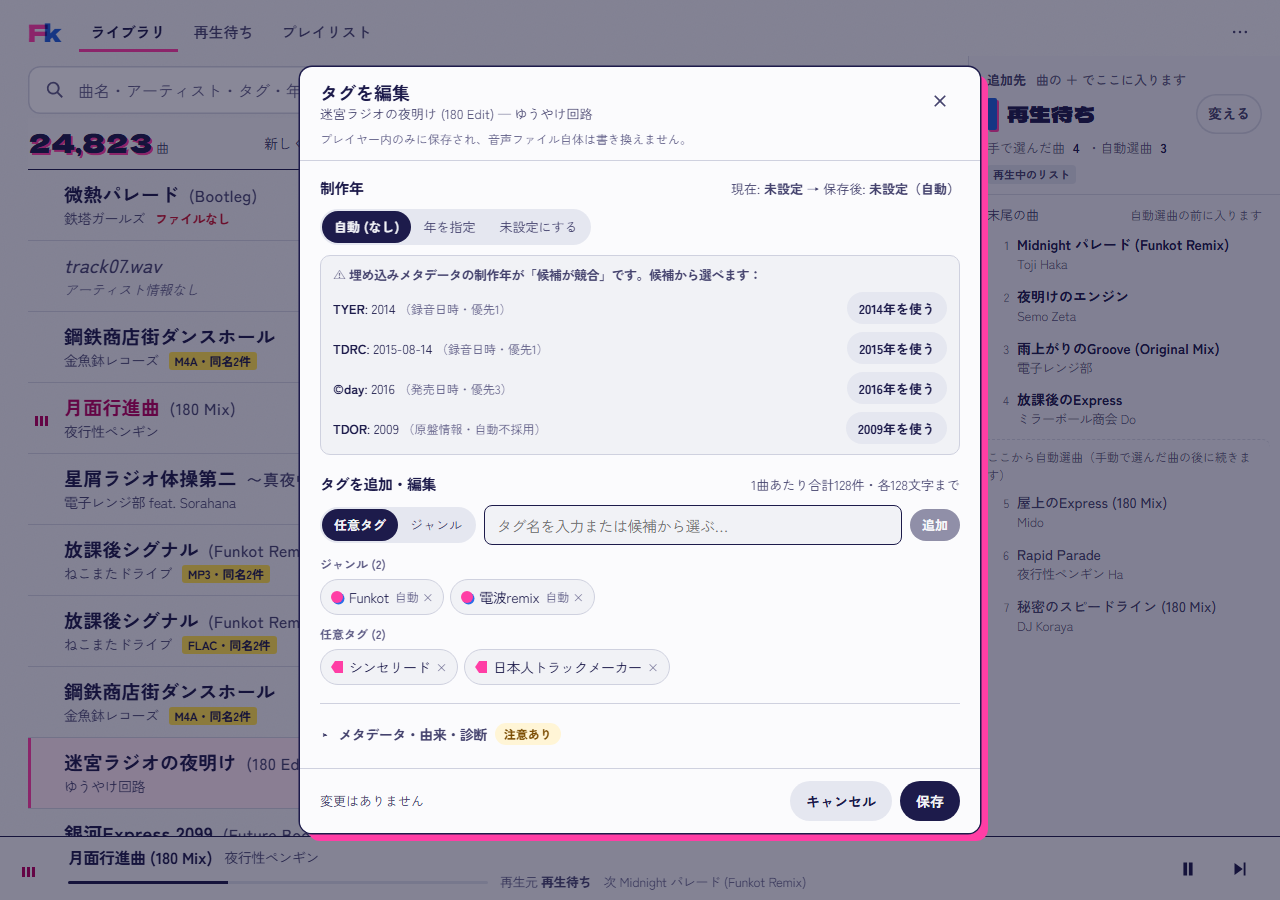 Fk ライブラリ 再生待ち プレイリスト …
曲名・アーティスト・タグ・年
24,823 曲 新しく
微熱パレード (Bootleg)
鉄塔ガールズ ファイルなし
track07.wav
アーティスト情報なし
鋼鉄商店街ダンスホール
金魚鉢レコーズ M4A・同名2件
月面行進曲 (180 Mix)
夜行性ペンギン
星屑ラジオ体操第二 ～真夜
電子レンジ部 feat. Sorahana
放課後シグナル (Funkot Rem
ねこまたドライブ MP3・同名2件
放課後シグナル (Funkot Rem
ねこまたドライブ FLAC・同名2件
鋼鉄商店街ダンスホール
金魚鉢レコーズ M4A・同名2件
迷宮ラジオの夜明け (180 Ed
ゆうやけ回路
銀河Express 2099 (Future Boo
タグを編集
迷宮ラジオの夜明け (180 Edit) — ゆうやけ回路
プレイヤー内のみに保存され、音声ファイル自体は書き換えません。
制作年 現在: 未設定 → 保存後: 未設定（自動）
自動 (なし) 年を指定 未設定にする
⚠ 埋め込みメタデータの制作年が「候補が競合」です。候補から選べます：
TYER: 2014 （録音日時・優先1） 2014年を使う
TDRC: 2015-08-14 （録音日時・優先1） 2015年を使う
©day: 2016 （発売日時・優先3） 2016年を使う
TDOR: 2009 （原盤情報・自動不採用） 2009年を使う
タグを追加・編集 1曲あたり合計128件・各128文字まで
任意タグ ジャンル タグ名を入力または候補から選ぶ… 追加
ジャンル (2)
Funkot 自動 × 電波remix 自動 ×
任意タグ (2)
シンセリード × 日本人トラックメーカー ×
▸ メタデータ・由来・診断 注意あり
変更はありません キャンセル 保存
追加先 曲の ＋ でここに入ります
再生待ち 変える
手で選んだ曲 4 ・自動選曲 3
再生中のリスト
末尾の曲 自動選曲の前に入ります
1 Midnight パレード (Funkot Remix)
Toji Haka
2 夜明けのエンジン
Semo Zeta
3 雨上がりのGroove (Original Mix)
電子レンジ部
4 放課後のExpress
ミラーボール商会 Do
ここから自動選曲（手動で選んだ曲の後に続きま
す）
5 屋上のExpress (180 Mix)
Mido
6 Rapid Parade
夜行性ペンギン Ha
7 秘密のスピードライン (180 Mix)
DJ Koraya
月面行進曲 (180 Mix) 夜行性ペンギン
再生元 再生待ち 次 Midnight パレード (Funkot Remix)